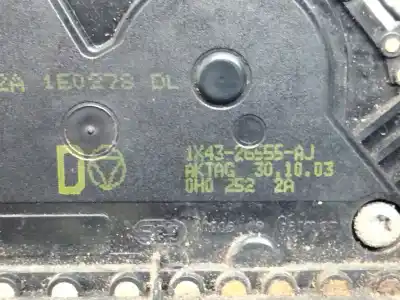 2A 1E0278 DL
1X43-26555-AJ
AKTAG 30.10.03
D
0H0 252 2A